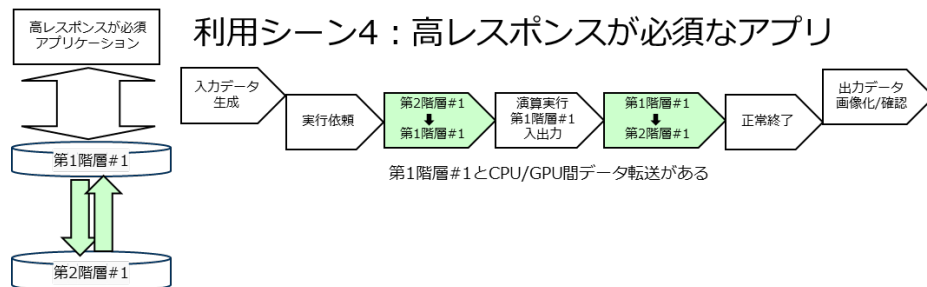 高レスポンスが必須
アプリケーション
利用シーン4：高レスポンスが必須なアプリ
入力データ
生成
実行依頼
第2階層#1
第1階層#1
演算実行
第1階層#1
入出力
第1階層#1
第2階層#1
正常終了
出力データ
画像化/確認
第1階層#1とCPU/GPU間データ転送がある
第1階層#1
第2階層#1